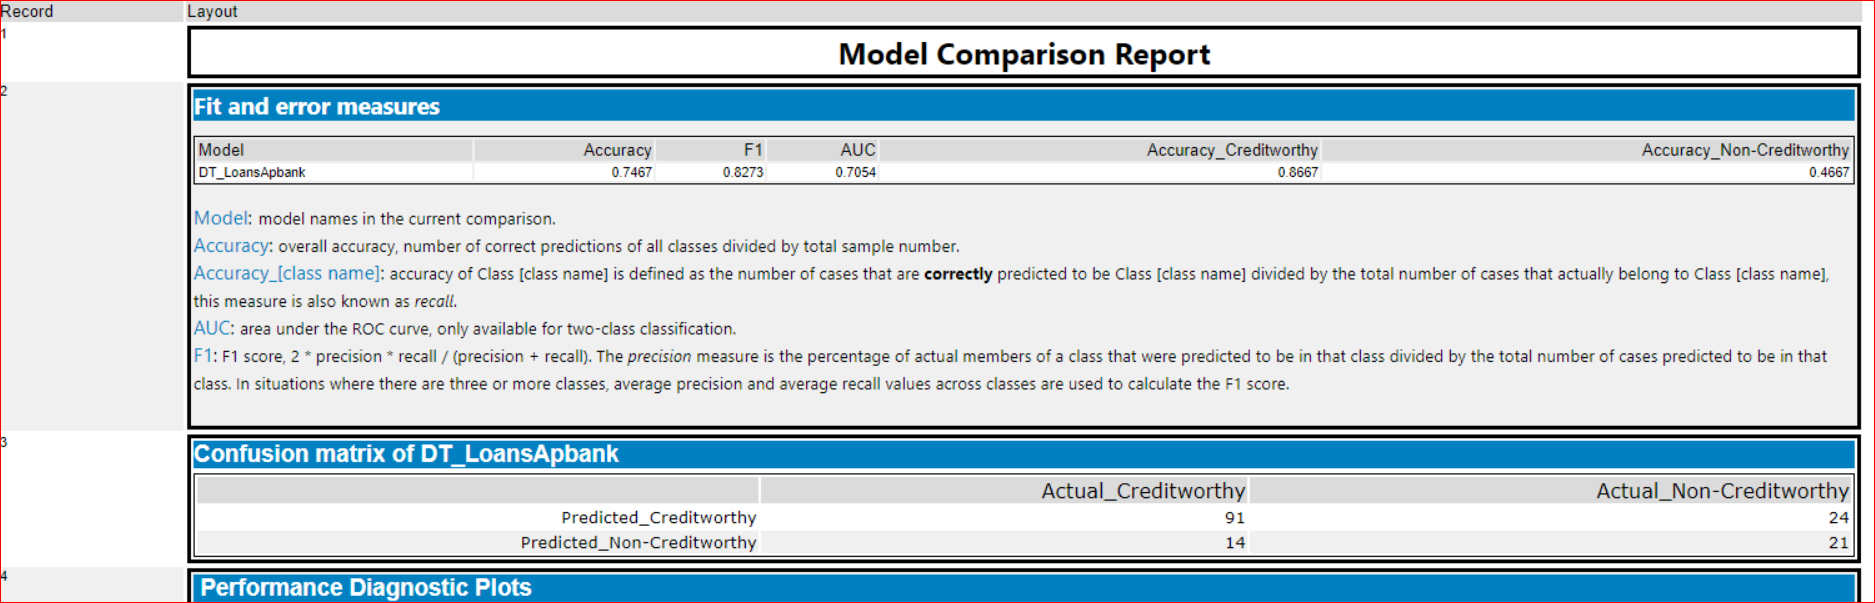 Record Layout
1
Model Comparison Report
2
Fit and error measures
Model Accuracy F1 AUC Accuracy_Creditworthy Accuracy_Non-Creditworthy
DT_LoansApbank 0.7467 0.8273 0.7054 0.8667 0.4667
Model: model names in the current comparison.
Accuracy: overall accuracy, number of correct predictions of all classes divided by total sample number.
Accuracy_[class name]: accuracy of Class [class name] is defined as the number of cases that are correctly predicted to be Class [class name] divided by the total number of cases that actually belong to Class [class name],
this measure is also known as recall.
AUC: area under the ROC curve, only available for two-class classification.
F1: F1 score, 2 * precision * recall / (precision + recall). The precision measure is the percentage of actual members of a class that were predicted to be in that class divided by the total number of cases predicted to be in that
class. In situations where there are three or more classes, average precision and average recall values across classes are used to calculate the F1 score.
3
Confusion matrix of DT_LoansApbank
Actual_Creditworthy Actual_Non-Creditworthy
Predicted_Creditworthy 91 24
Predicted_Non-Creditworthy 14 21
4
Performance Diagnostic Plots